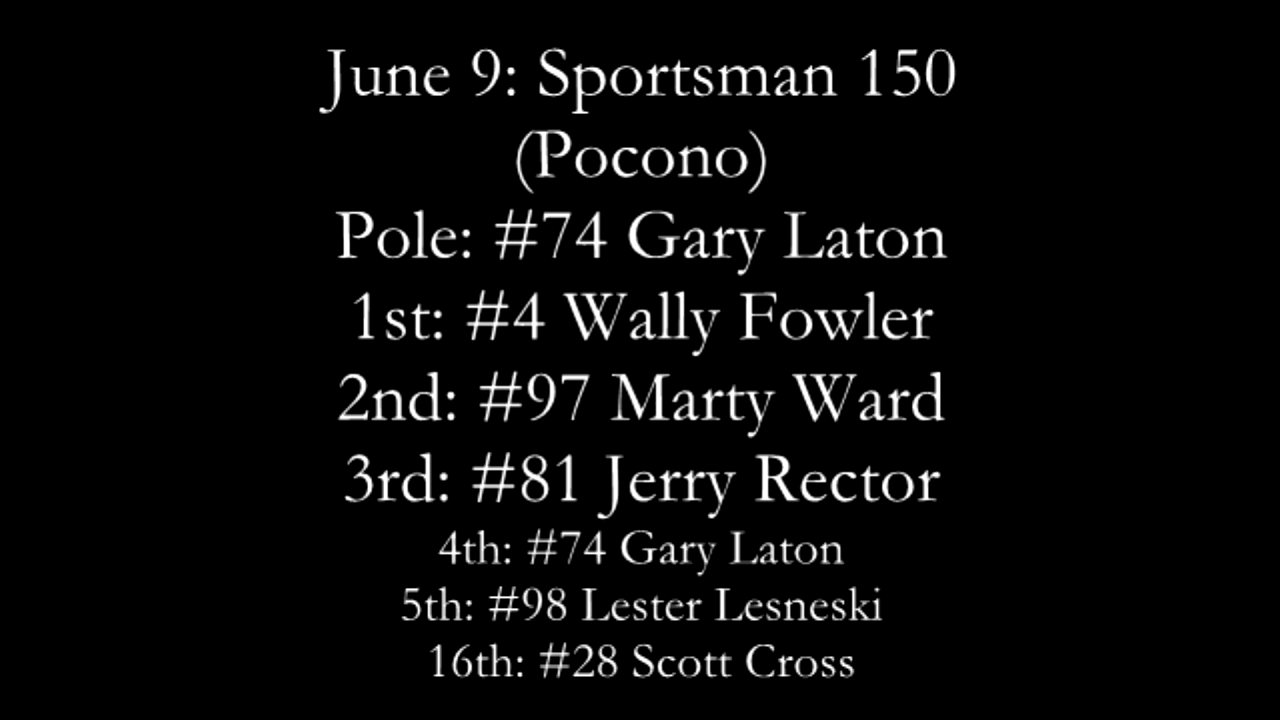 June 9: Sportsman 150
(Pocono)
Pole: #74 Gary Laton
1st: #4 Wally Fowler
2nd: #97 Marty Ward
3rd: #81 Jerry Rector
4th: #74 Gary Laton
5th: #98 Lester Lesneski
16th: #28 Scott Cross